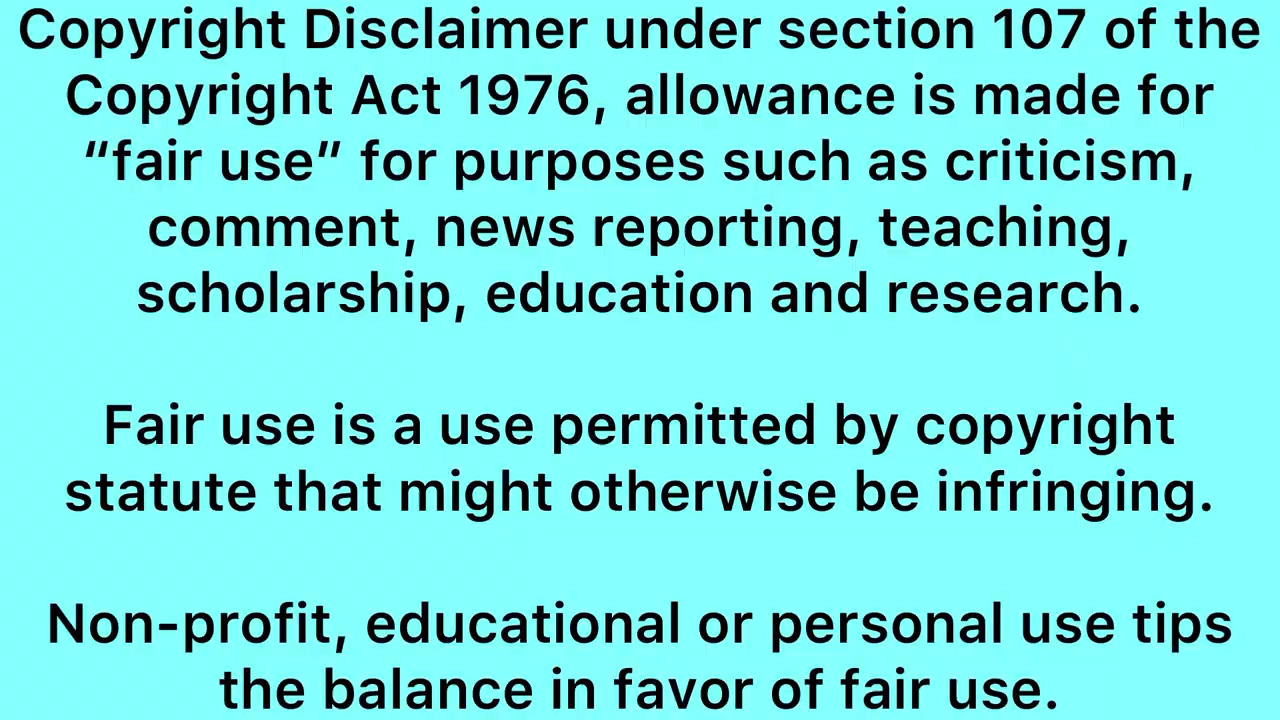 Copyright Disclaimer under section 107 of the
Copyright Act 1976, allowance is made for
“fair use” for purposes such as criticism,
comment, news reporting, teaching,
scholarship, education and research.
Fair use is a use permitted by copyright
statute that might otherwise be infringing.
Non-profit, educational or personal use tips
the balance in favor of fair use.